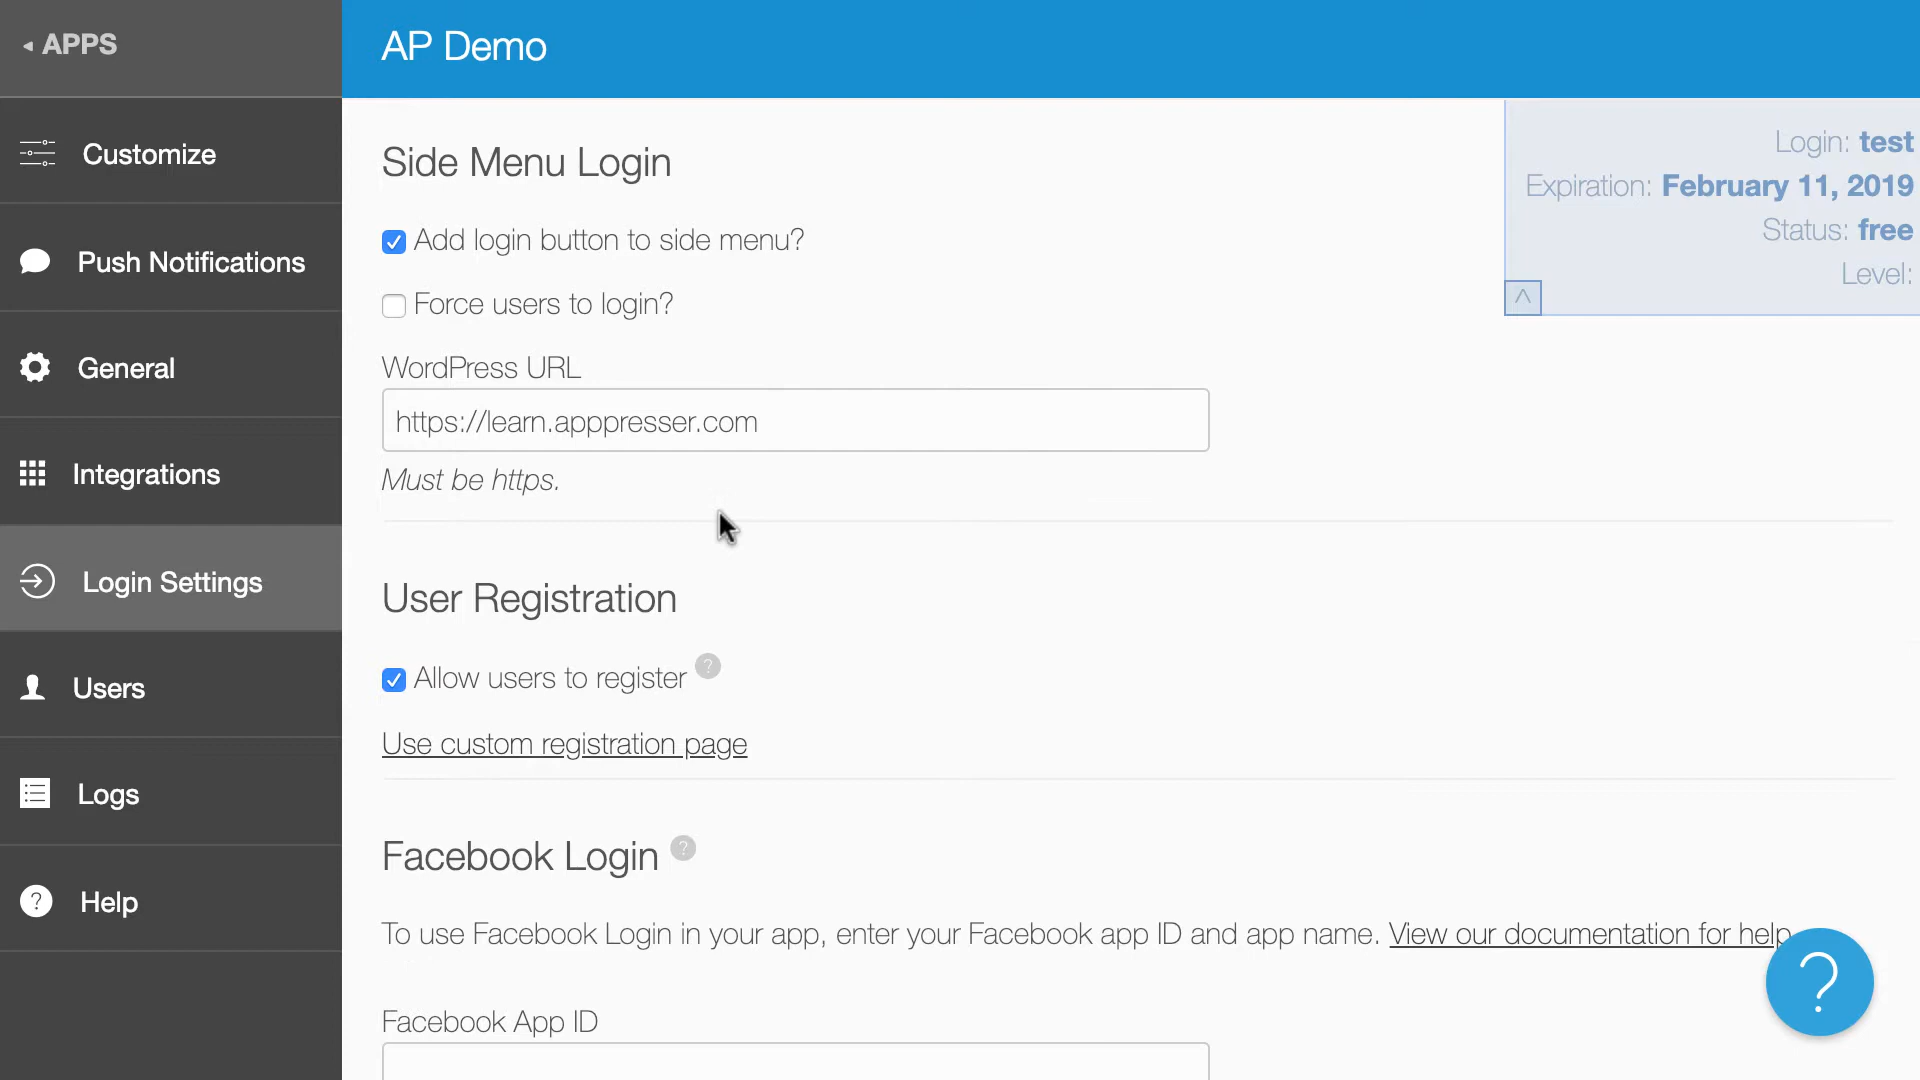 APPS
AP Demo
Customize
Push Notifications
General
Integrations
Login Settings
Users
Logs
Help
Login: test
Expiration: February 11, 2019
Status: free
Level:
Side Menu Login
Add login button to side menu?
Force users to login?
WordPress URL
https://learn.apppresser.com
Must be https.
User Registration
Allow users to register ?
Use custom registration page
Facebook Login ?
To use Facebook Login in your app, enter your Facebook app ID and app name. View our documentation for help
Facebook App ID
?